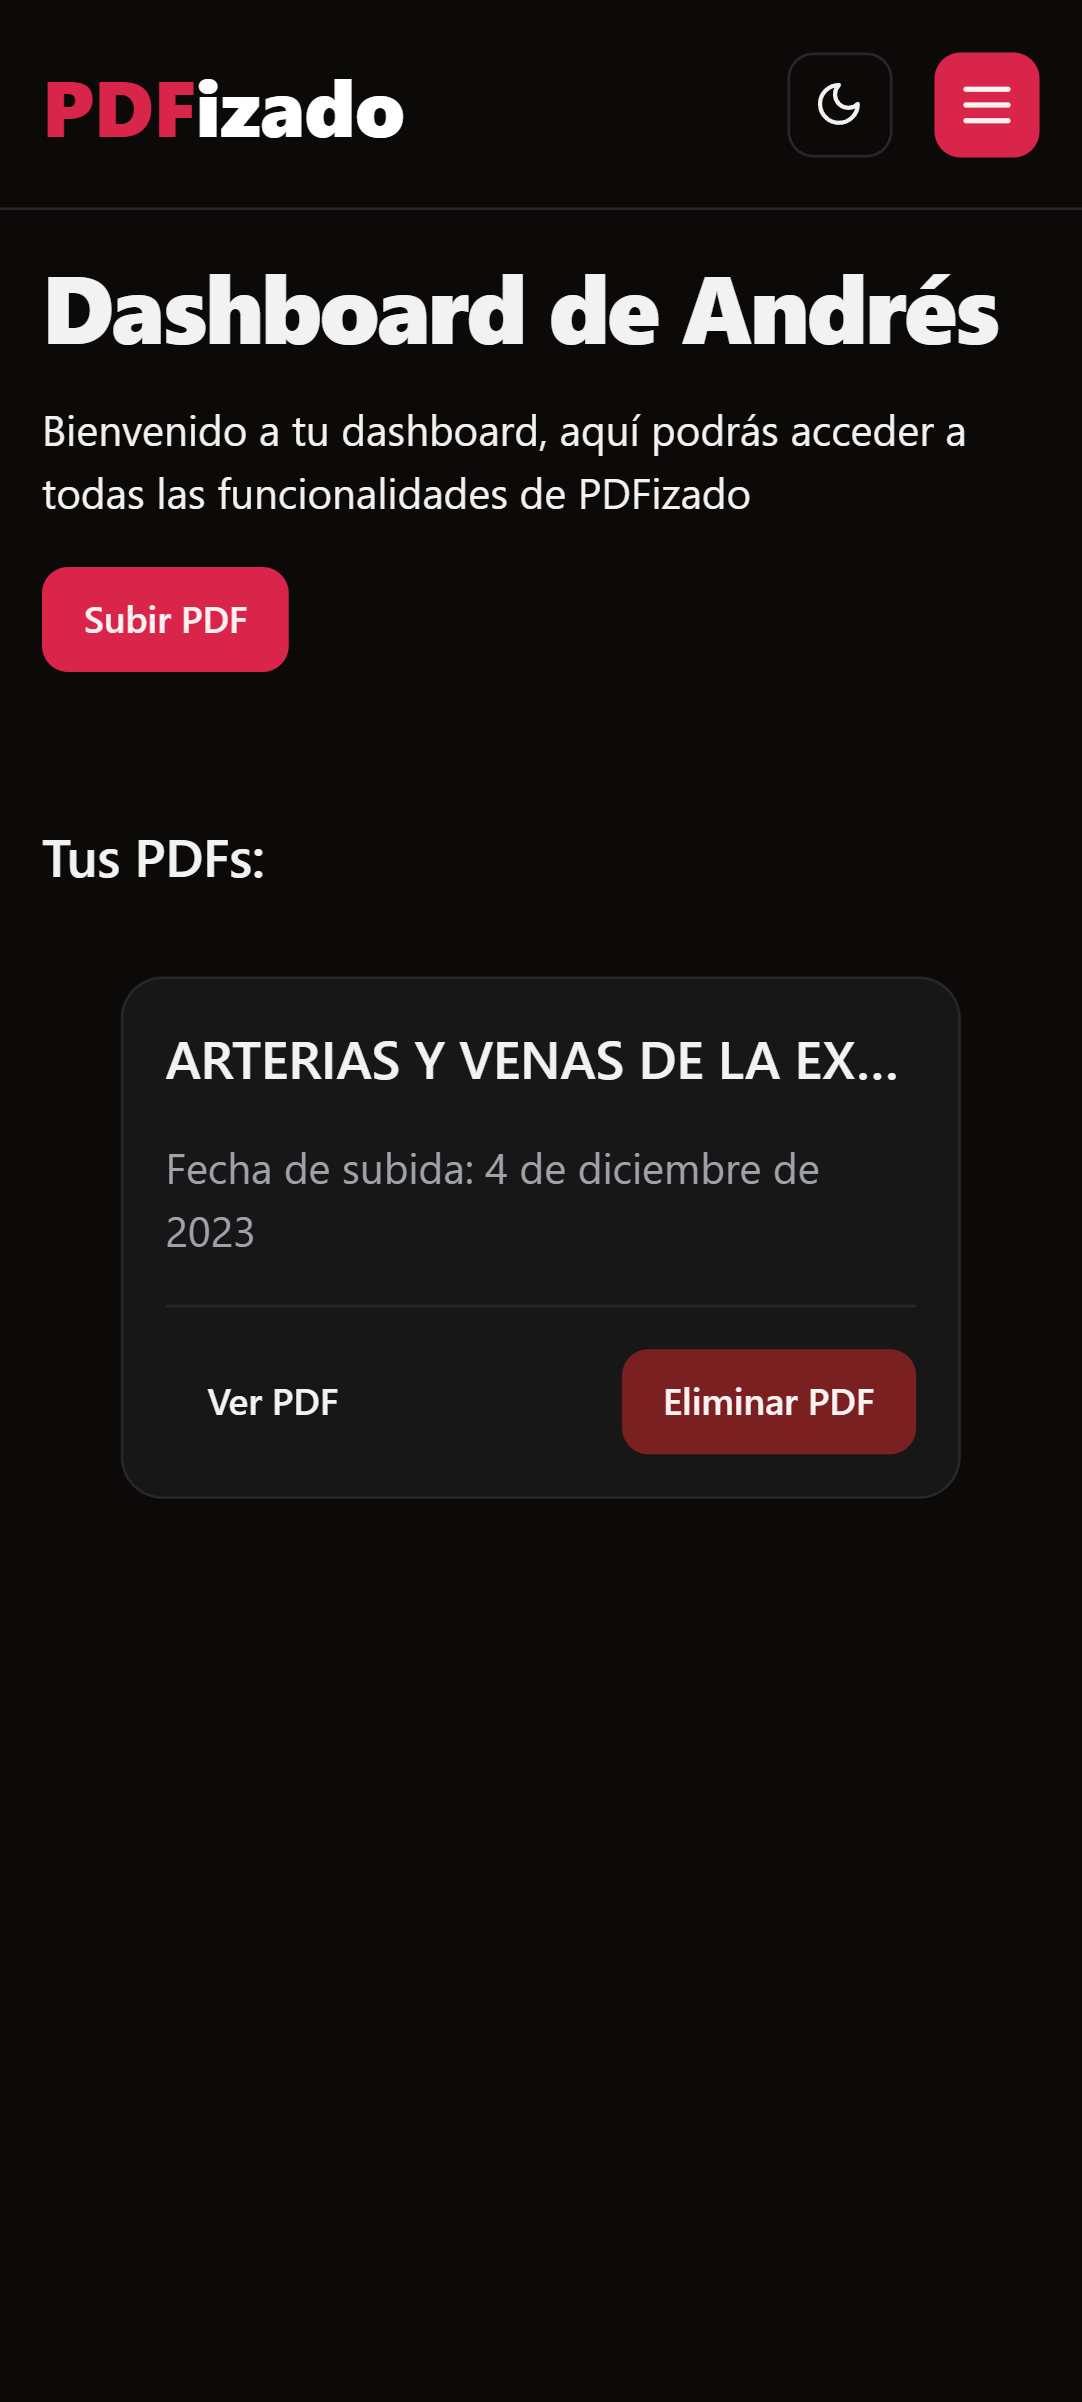 PDFizado
Dashboard de Andrés
Bienvenido a tu dashboard, aquí podrás acceder a
todas las funcionalidades de PDFizado
Subir PDF
Tus PDFs:
ARTERIAS Y VENAS DE LA EX...
Fecha de subida: 4 de diciembre de
2023
Ver PDF
Eliminar PDF